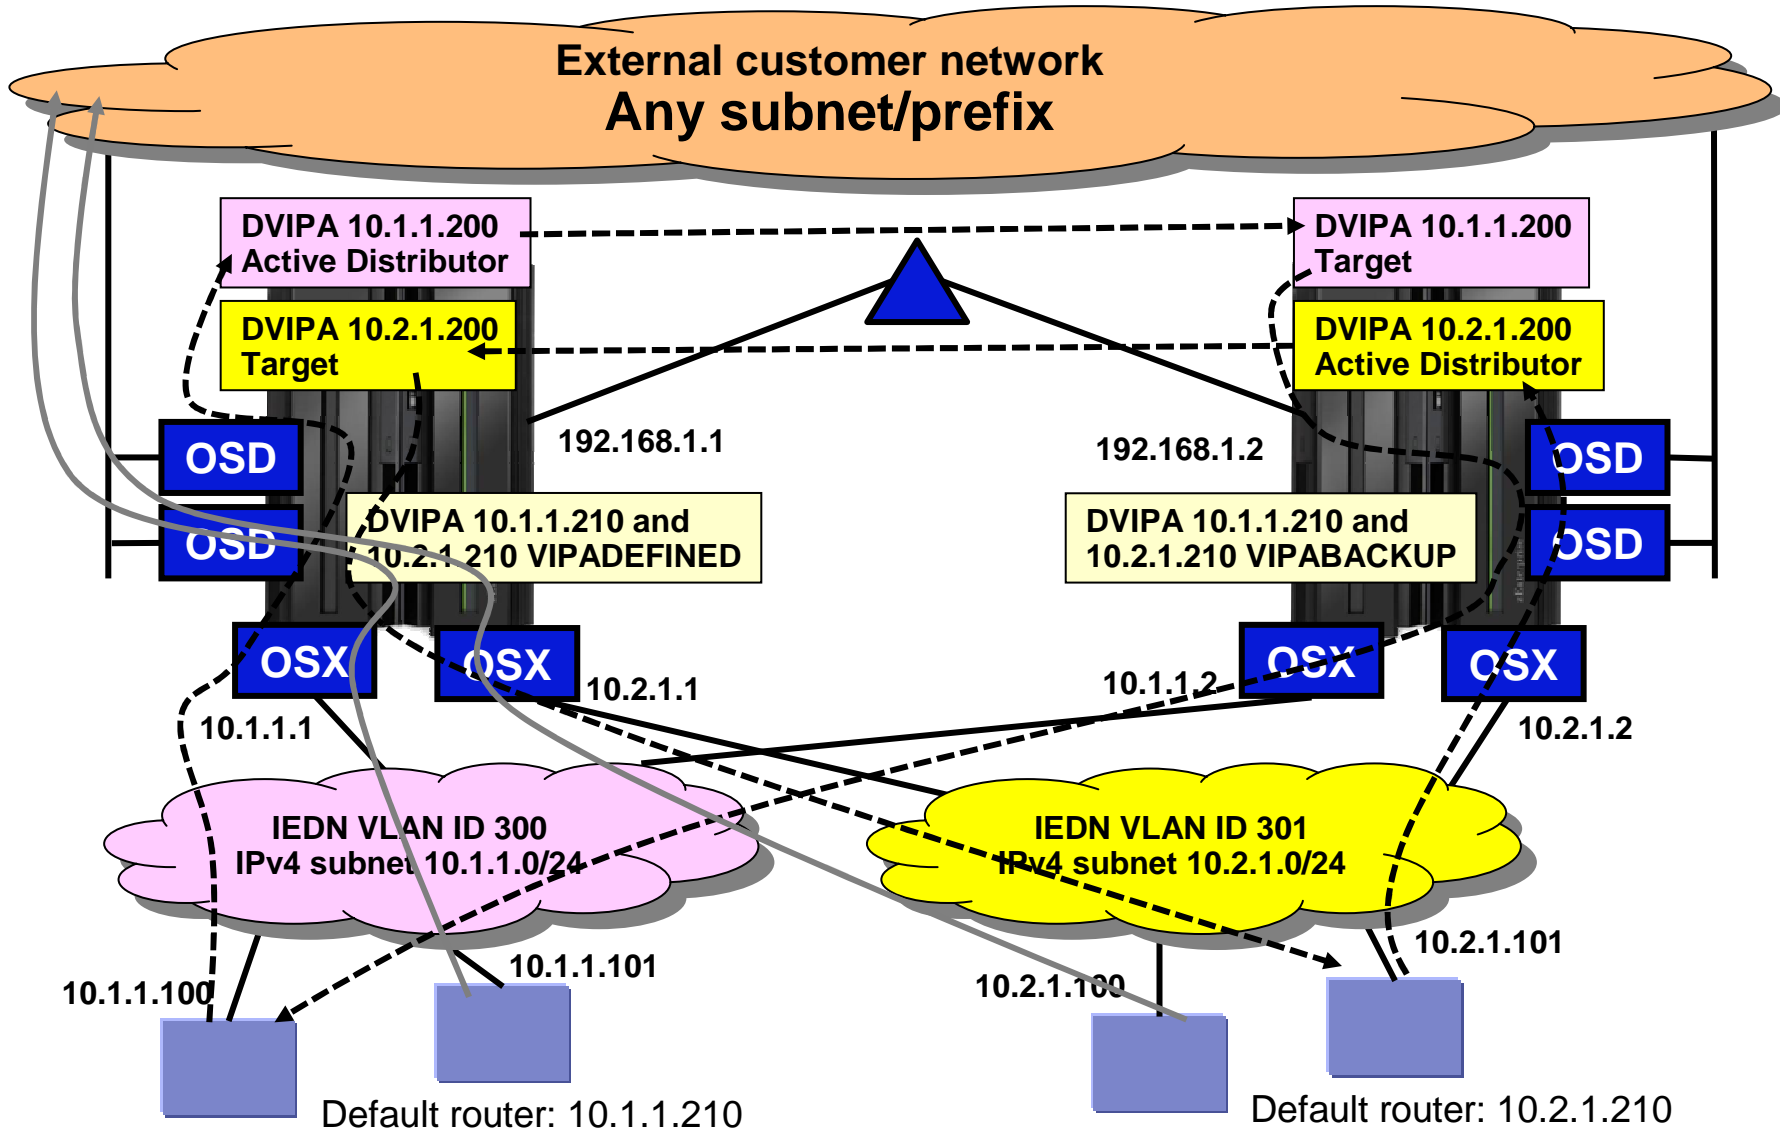 External customer network
Any subnet/prefix
DVIPA 10.1.1.200
Active Distributor
DVIPA 10.1.1.200
Target
DVIPA 10.2.1.200
Target
DVIPA 10.2.1.200
Active Distributor
192.168.1.1
192.168.1.2
OSD
OSD
OSD
OSD
DVIPA 10.1.1.210 and
10.2.1.210 VIPADEFINED
DVIPA 10.1.1.210 and
10.2.1.210 VIPABACKUP
OSX
OSX
OSX
OSX
10.1.1.1
10.2.1.1
10.1.1.2
10.2.1.2
IEDN VLAN ID 300
IPv4 subnet 10.1.1.0/24
IEDN VLAN ID 301
IPv4 subnet 10.2.1.0/24
10.1.1.100
10.1.1.101
10.2.1.100
10.2.1.101
Default router: 10.1.1.210
Default router: 10.2.1.210